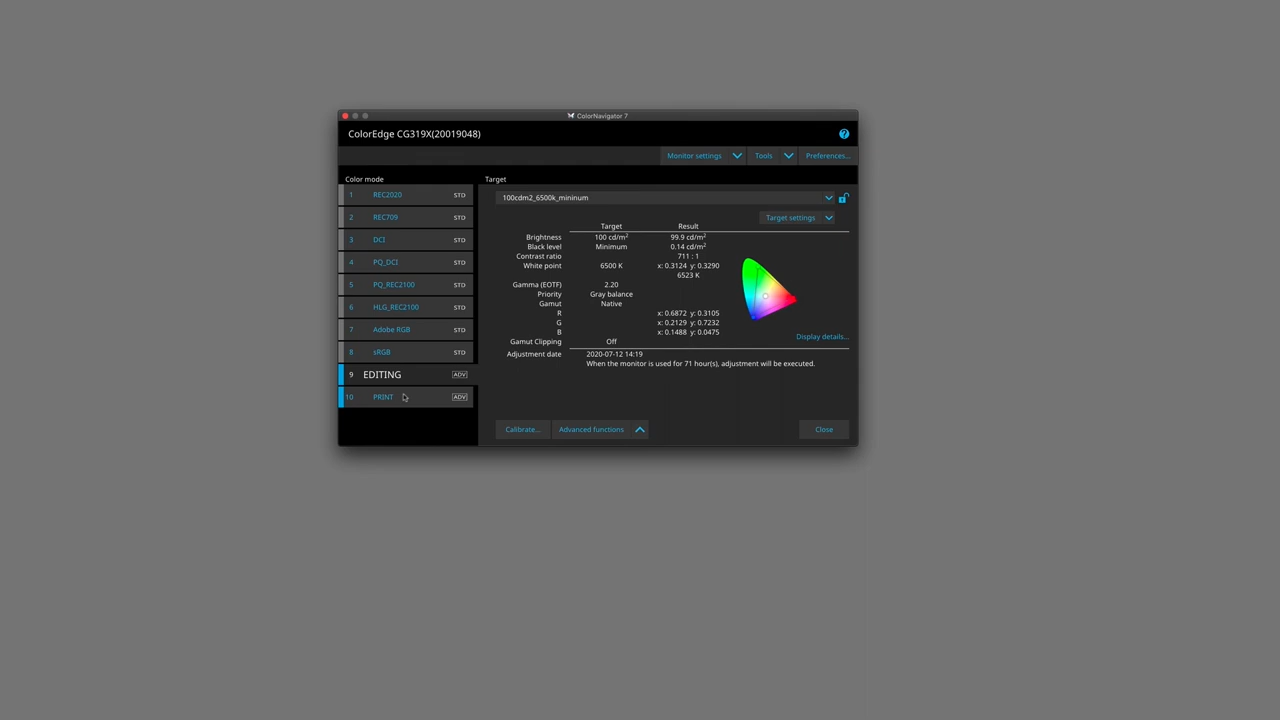 ColorNavigator 7
ColorEdge CG319X(20019048)
Monitor settings Tools Preferences...
Color mode
1 REC2020 STD
2 REC709 STD
3 DCI STD
4 PQ_DCI STD
5 PQ_REC2100 STD
6 HLG_REC2100 STD
7 Adobe RGB STD
8 sRGB STD
9 EDITING ADV
10 PRINT ADV
Target
100cdm2_6500k_mininum
Target settings
Target Result
Brightness 100 cd/m² 99.9 cd/m²
Black level Minimum 0.14 cd/m²
Contrast ratio 711 : 1
White point 6500 K x: 0.3124 y: 0.3290
6523 K
Gamma (EOTF) 2.20
Priority Gray balance
Gamut Native
R x: 0.6872 y: 0.3105
G x: 0.2129 y: 0.7232
B x: 0.1488 y: 0.0475
Display details...
Gamut Clipping Off
Adjustment date 2020-07-12 14:19
When the monitor is used for 71 hour(s), adjustment will be executed.
Calibrate... Advanced functions Close